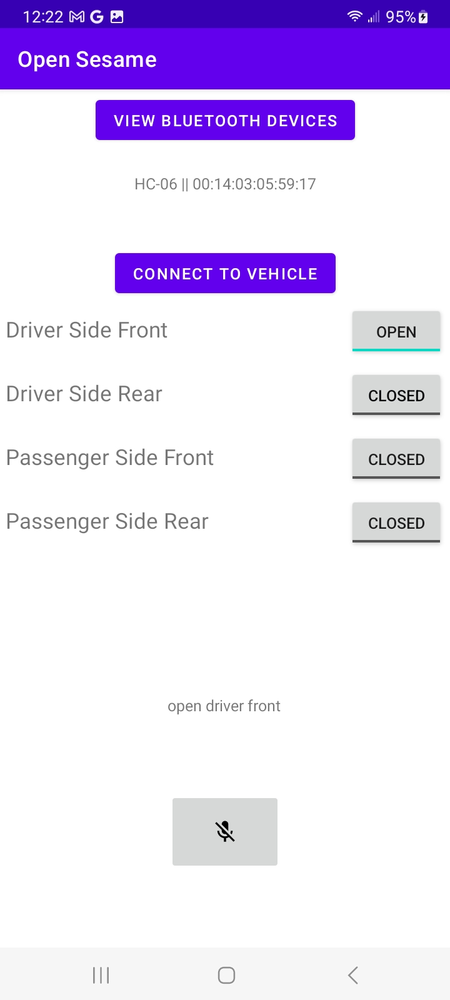 12:22 95%
Open Sesame
VIEW BLUETOOTH DEVICES
HC-06 || 00:14:03:05:59:17
CONNECT TO VEHICLE
Driver Side Front OPEN
Driver Side Rear CLOSED
Passenger Side Front CLOSED
Passenger Side Rear CLOSED
open driver front